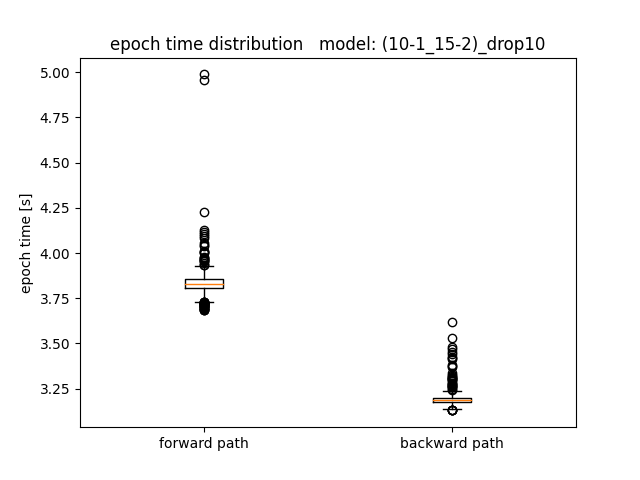 epoch time distribution   model: (10-1_15-2)_drop10
5.00
4.75
4.50
4.25
4.00
3.75
3.50
3.25
epoch time [s]
forward path
backward path